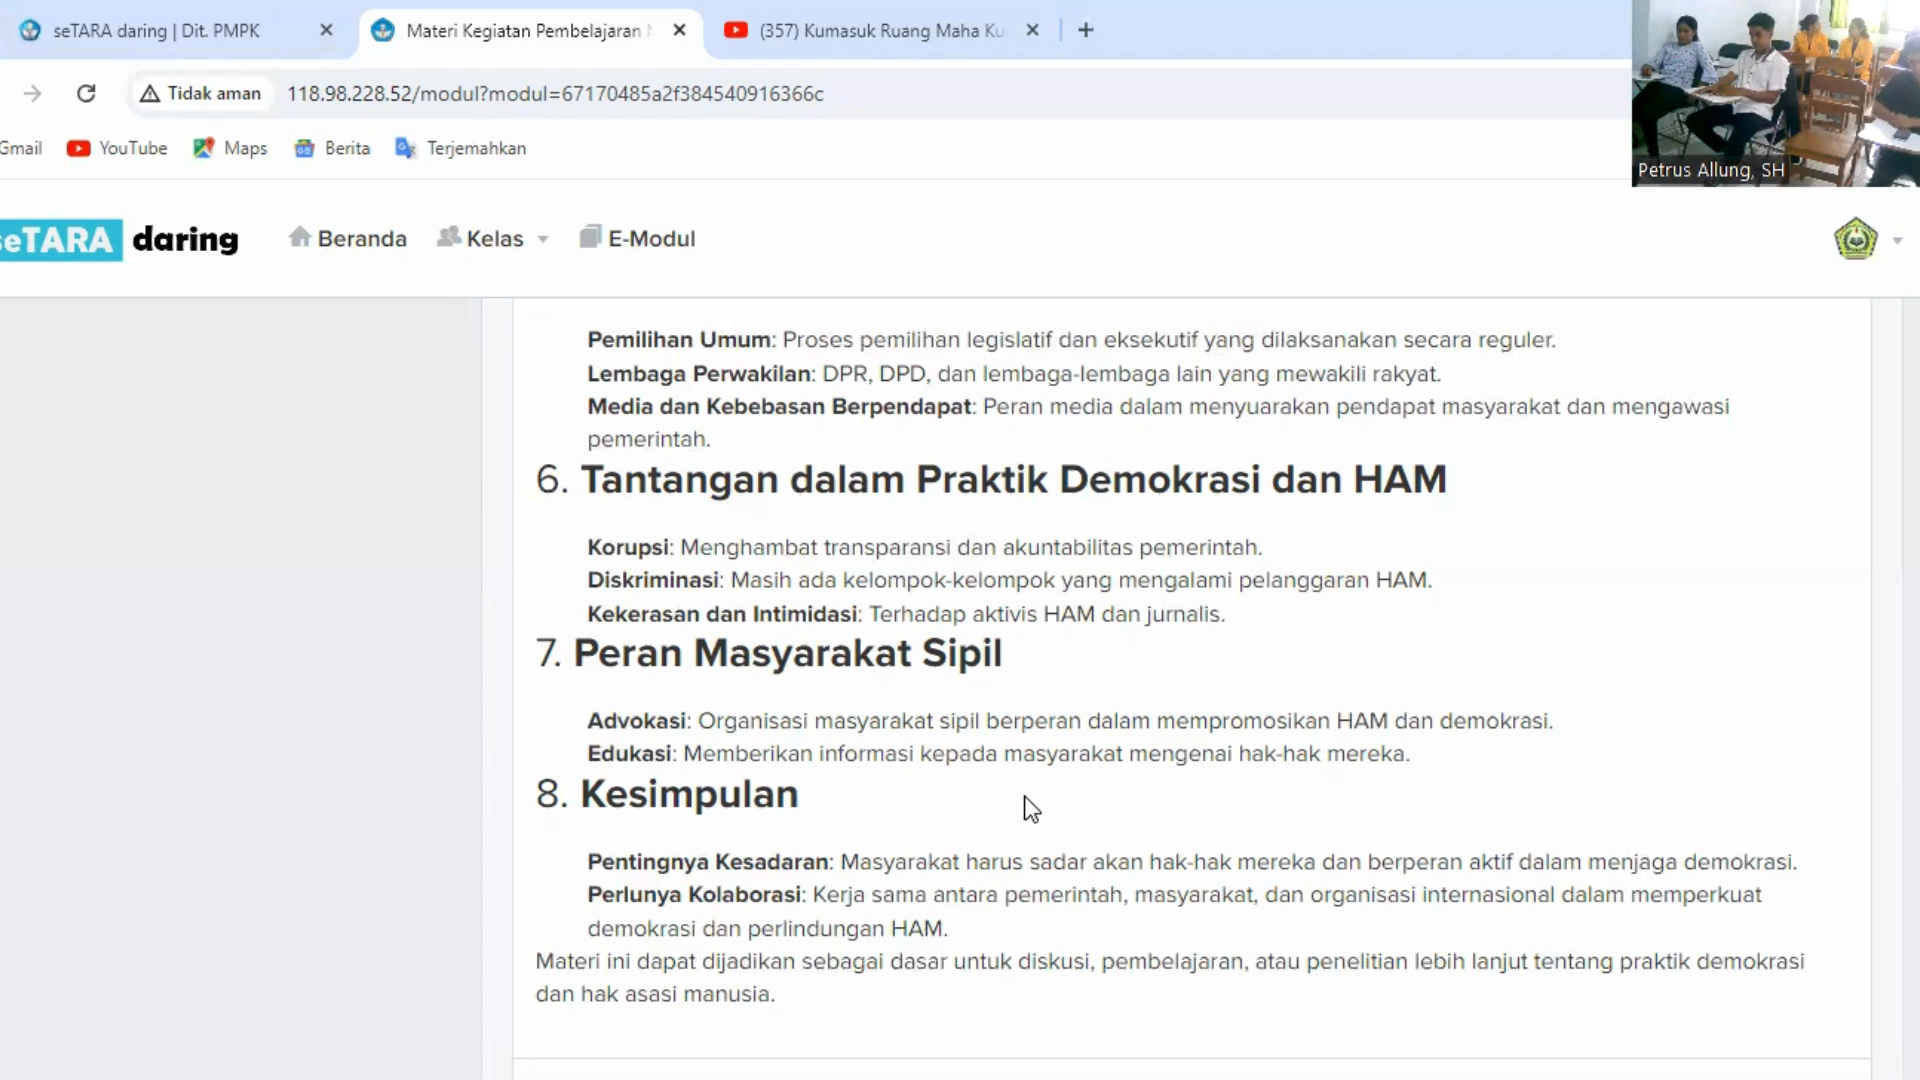 seTARA daring | Dit. PMPK
Materi Kegiatan Pembelajaran
(357) Kumasuk Ruang Maha Ku
Tidak aman
118.98.228.52/modul?modul=67170485a2f384540916366c
Gmail
YouTube
Maps
Berita
Terjemahkan
Petrus Allung, SH
seTARA daring
Beranda
Kelas
E-Modul
Pemilihan Umum: Proses pemilihan legislatif dan eksekutif yang dilaksanakan secara reguler.
Lembaga Perwakilan: DPR, DPD, dan lembaga-lembaga lain yang mewakili rakyat.
Media dan Kebebasan Berpendapat: Peran media dalam menyuarakan pendapat masyarakat dan mengawasi
pemerintah.
6. Tantangan dalam Praktik Demokrasi dan HAM
Korupsi: Menghambat transparansi dan akuntabilitas pemerintah.
Diskriminasi: Masih ada kelompok-kelompok yang mengalami pelanggaran HAM.
Kekerasan dan Intimidasi: Terhadap aktivis HAM dan jurnalis.
7. Peran Masyarakat Sipil
Advokasi: Organisasi masyarakat sipil berperan dalam mempromosikan HAM dan demokrasi.
Edukasi: Memberikan informasi kepada masyarakat mengenai hak-hak mereka.
8. Kesimpulan
Pentingnya Kesadaran: Masyarakat harus sadar akan hak-hak mereka dan berperan aktif dalam menjaga demokrasi.
Perlunya Kolaborasi: Kerja sama antara pemerintah, masyarakat, dan organisasi internasional dalam memperkuat
demokrasi dan perlindungan HAM.
Materi ini dapat dijadikan sebagai dasar untuk diskusi, pembelajaran, atau penelitian lebih lanjut tentang praktik demokrasi
dan hak asasi manusia.